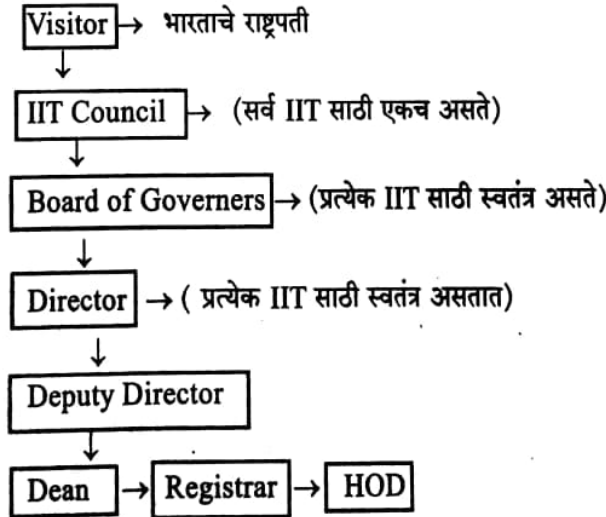 Visitor → भारताचे राष्ट्रपती
↓
IIT Council → (सर्व IIT साठी एकच असते)
↓
Board of Governers → (प्रत्येक IIT साठी स्वतंत्र असते)
↓
Director → ( प्रत्येक IIT साठी स्वतंत्र असतात)
↓
Deputy Director
↓
Dean → Registrar → HOD